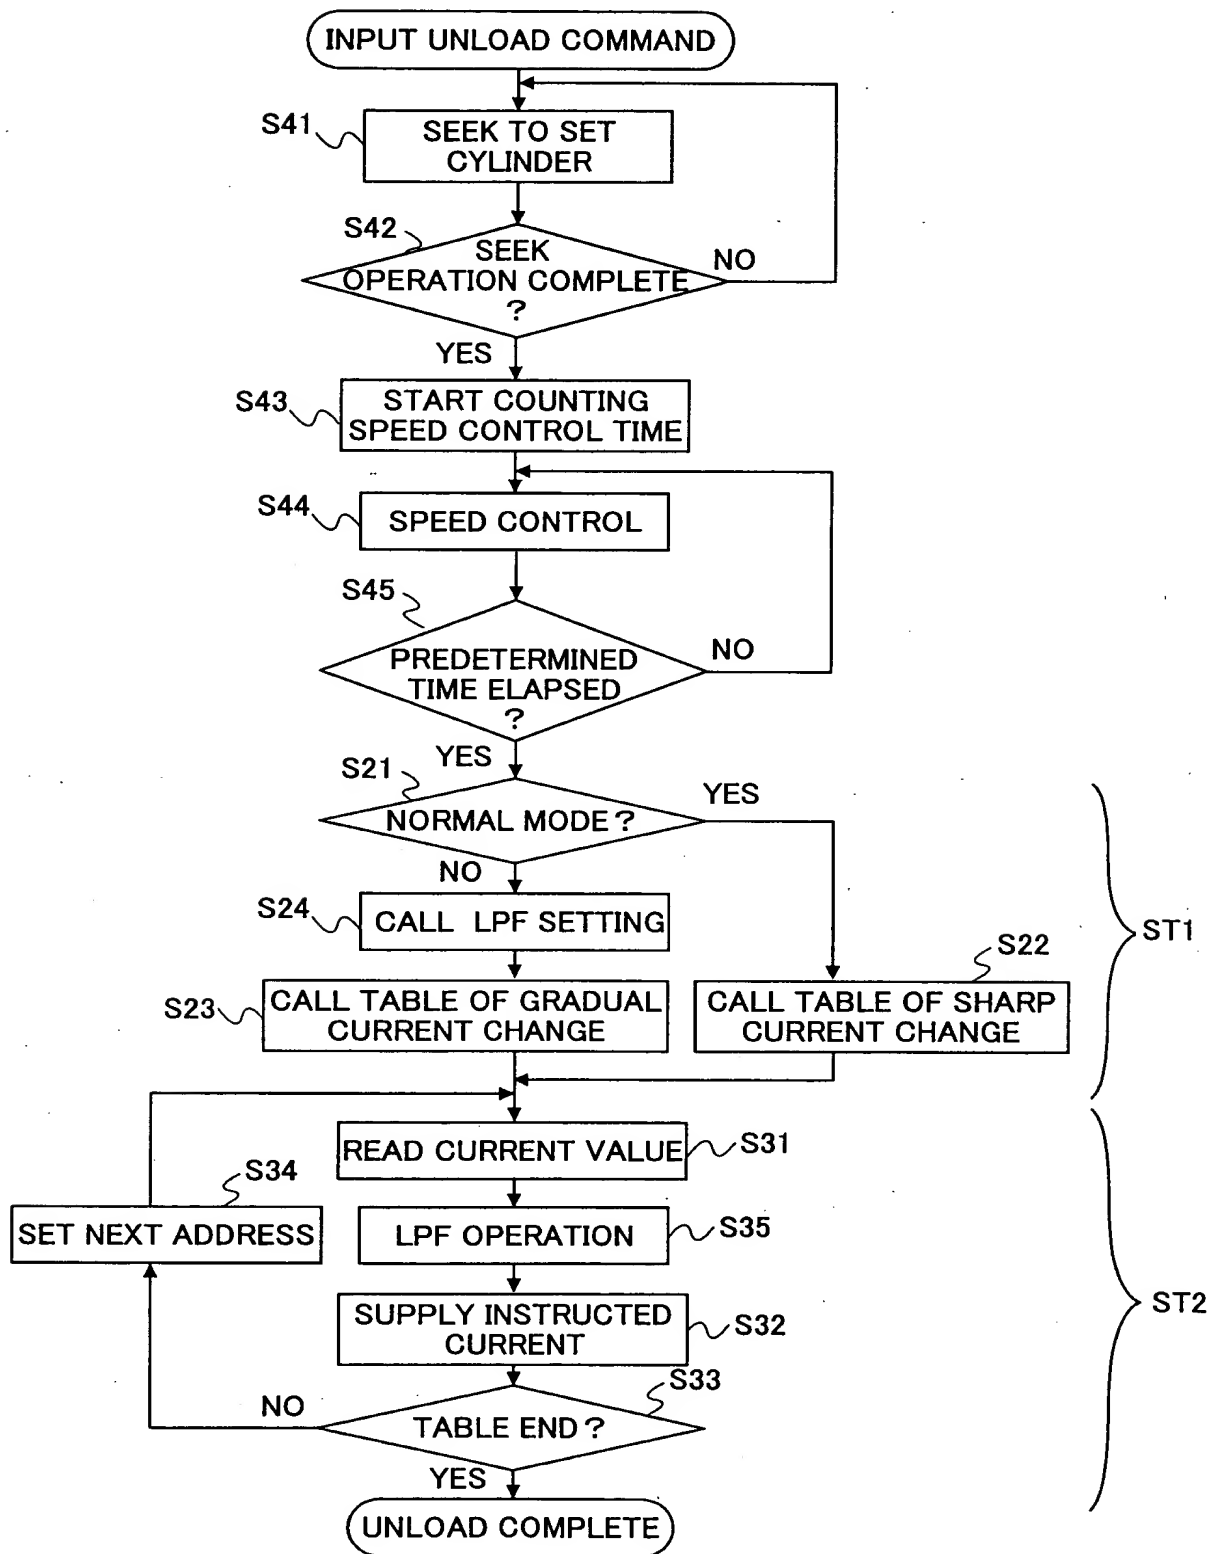 INPUT UNLOAD COMMAND
S41
SEEK TO SET
CYLINDER
S42
SEEK
OPERATION COMPLETE
?
NO
YES
S43
START COUNTING
SPEED CONTROL TIME
S44
SPEED CONTROL
S45
PREDETERMINED
TIME ELAPSED
?
NO
YES
S21
NORMAL MODE?
YES
NO
S24
CALL LPF SETTING
S23
CALL TABLE OF GRADUAL
CURRENT CHANGE
S22
CALL TABLE OF SHARP
CURRENT CHANGE
ST1
READ CURRENT VALUE
S31
S34
SET NEXT ADDRESS
LPF OPERATION
S35
SUPPLY INSTRUCTED
CURRENT
S32
ST2
S33
TABLE END?
NO
YES
UNLOAD COMPLETE